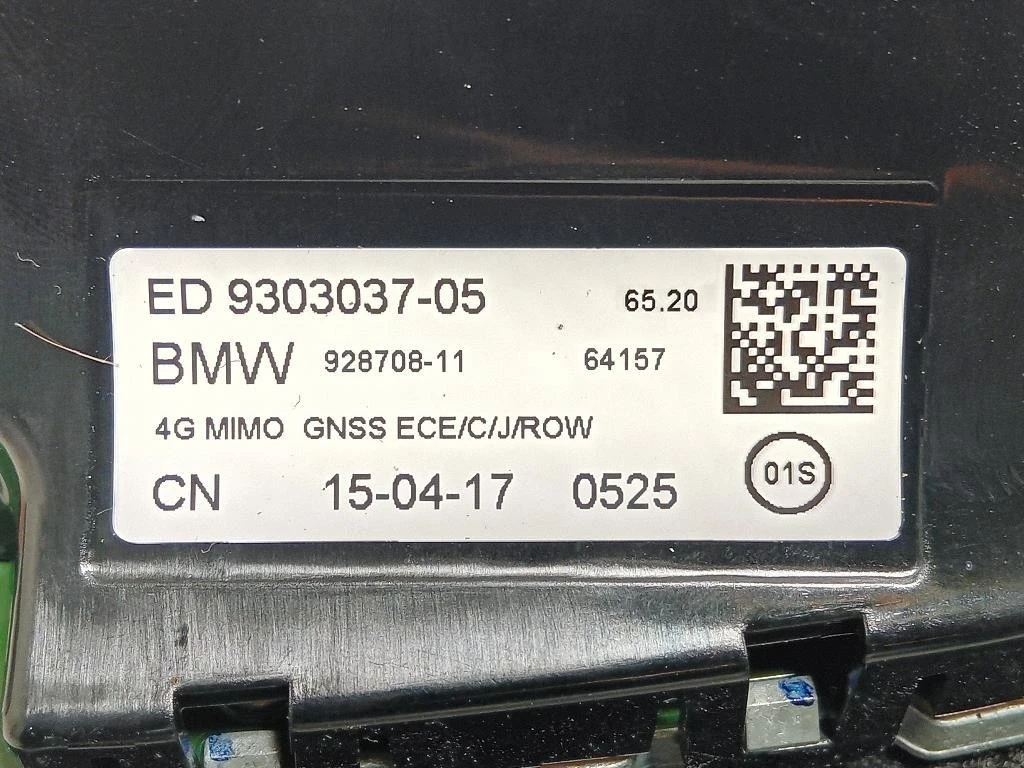 ED 9303037-05 65.20
BMW 928708-11 64157
4G MIMO GNSS ECE/C/J/ROW
CN 15-04-17 0525 01S